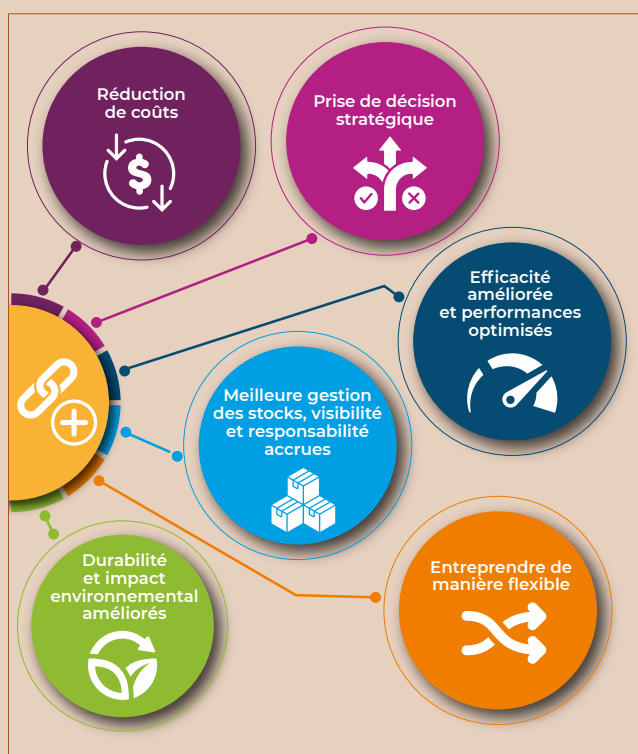 Réduction
de coûts
Prise de décision
stratégique
Efficacité
améliorée
et performances
optimisés
Meilleure gestion
des stocks, visibilité
et responsabilité
accrues
Durabilité
et impact
environnemental
améliorés
Entreprendre de
manière flexible